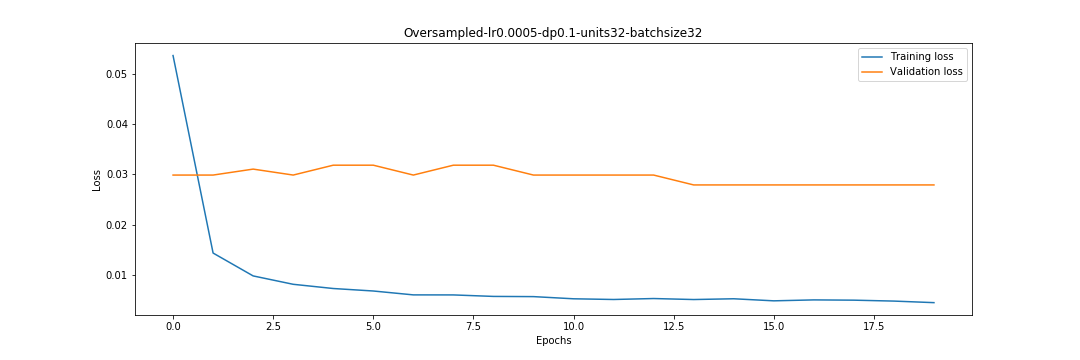 Oversampled-lr0.0005-dp0.1-units32-batchsize32
Training loss
Validation loss
0.05
0.04
0.03
0.02
0.01
Loss
0.0 2.5 5.0 7.5 10.0 12.5 15.0 17.5
Epochs